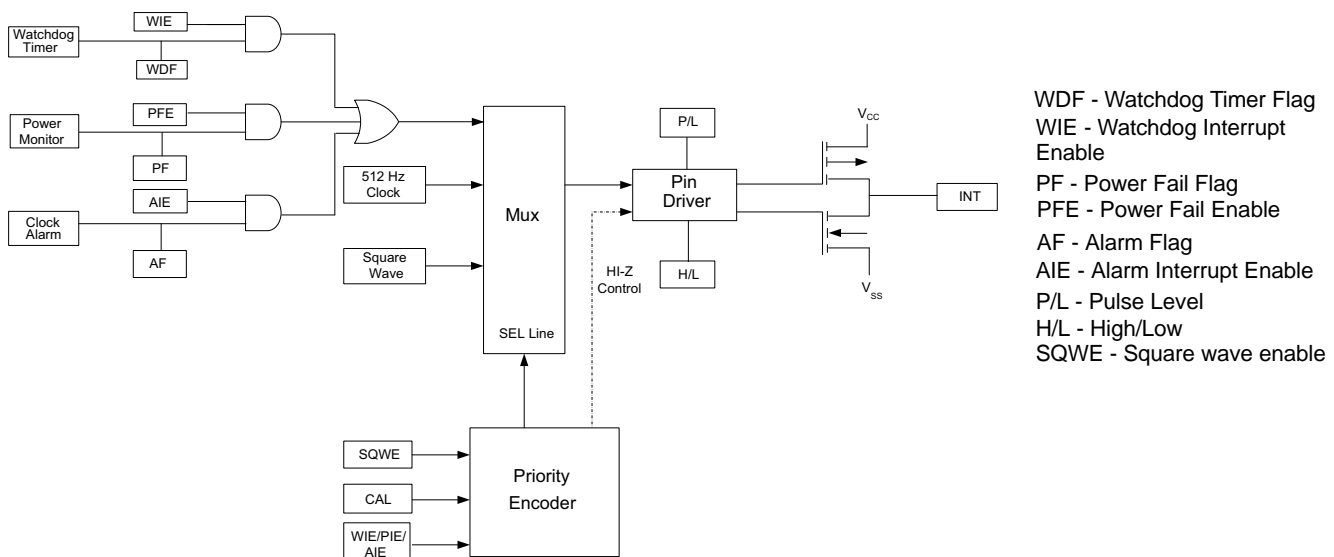 WIE
Watchdog
Timer
WDF
PFE
Power
Monitor
PF
AIE
Clock
Alarm
AF
512 Hz
Clock
Square
Wave
Mux
SEL Line
SQWE
CAL
WIE/PIE/
AIE
Priority
Encoder
HI-Z
Control
P/L
Pin
Driver
H/L
VCC
INT
VSS
WDF - Watchdog Timer Flag
WIE - Watchdog Interrupt
Enable
PF - Power Fail Flag
PFE - Power Fail Enable
AF - Alarm Flag
AIE - Alarm Interrupt Enable
P/L - Pulse Level
H/L - High/Low
SQWE - Square wave enable